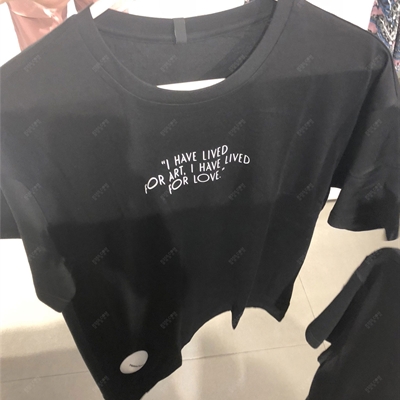 "I HAVE LIVED
FOR ART, I HAVE LIVED
FOR LOVE."